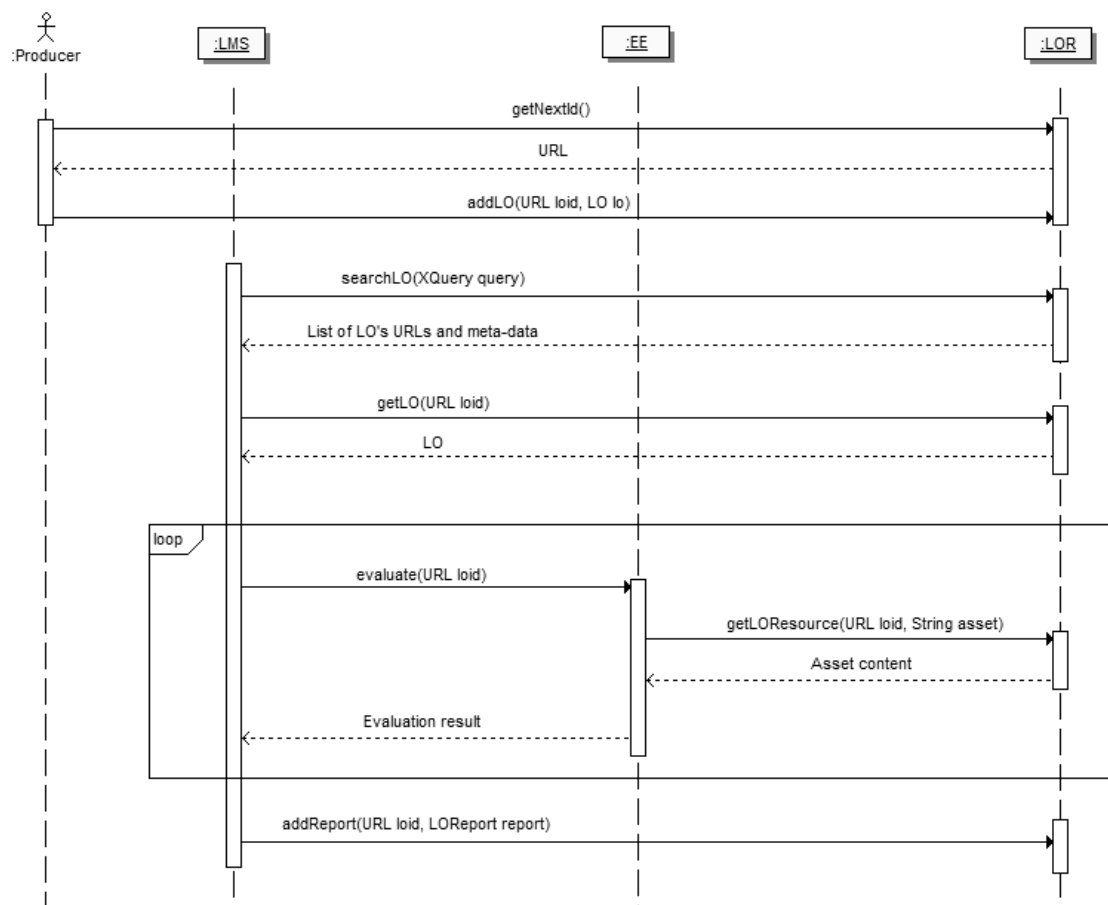 :Producer
:LMS
:EE
:LOR
getNextId()
URL
addLO(URL loid, LO lo)
searchLO(XQuery query)
List of LO's URLs and meta-data
getLO(URL loid)
LO
loop
evaluate(URL loid)
getLOResource(URL loid, String asset)
Asset content
Evaluation result
addReport(URL loid, LOReport report)